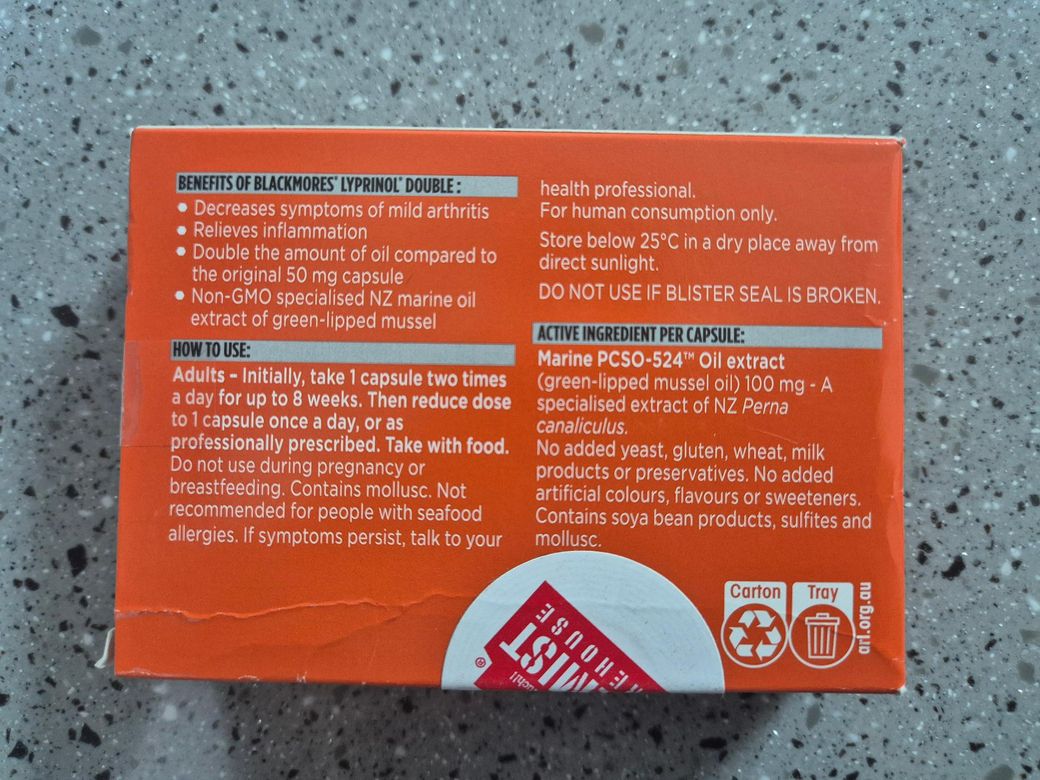 BENEFITS OF BLACKMORES® LYPRINOL® DOUBLE:
• Decreases symptoms of mild arthritis
• Relieves inflammation
• Double the amount of oil compared to
the original 50 mg capsule
• Non-GMO specialised NZ marine oil
extract of green-lipped mussel
HOW TO USE:
Adults – Initially, take 1 capsule two times
a day for up to 8 weeks. Then reduce dose
to 1 capsule once a day, or as
professionally prescribed. Take with food.
Do not use during pregnancy or
breastfeeding. Contains mollusc. Not
recommended for people with seafood
allergies. If symptoms persist, talk to your
health professional.
For human consumption only.
Store below 25°C in a dry place away from
direct sunlight.
DO NOT USE IF BLISTER SEAL IS BROKEN.
ACTIVE INGREDIENT PER CAPSULE:
Marine PCSO-524™ Oil extract
(green-lipped mussel oil) 100 mg - A
specialised extract of NZ Perna
canaliculus.
No added yeast, gluten, wheat, milk
products or preservatives. No added
artificial colours, flavours or sweeteners.
Contains soya bean products, sulfites and
mollusc.
Carton
Tray
arl.org.au
MIST
EHOUSE
®